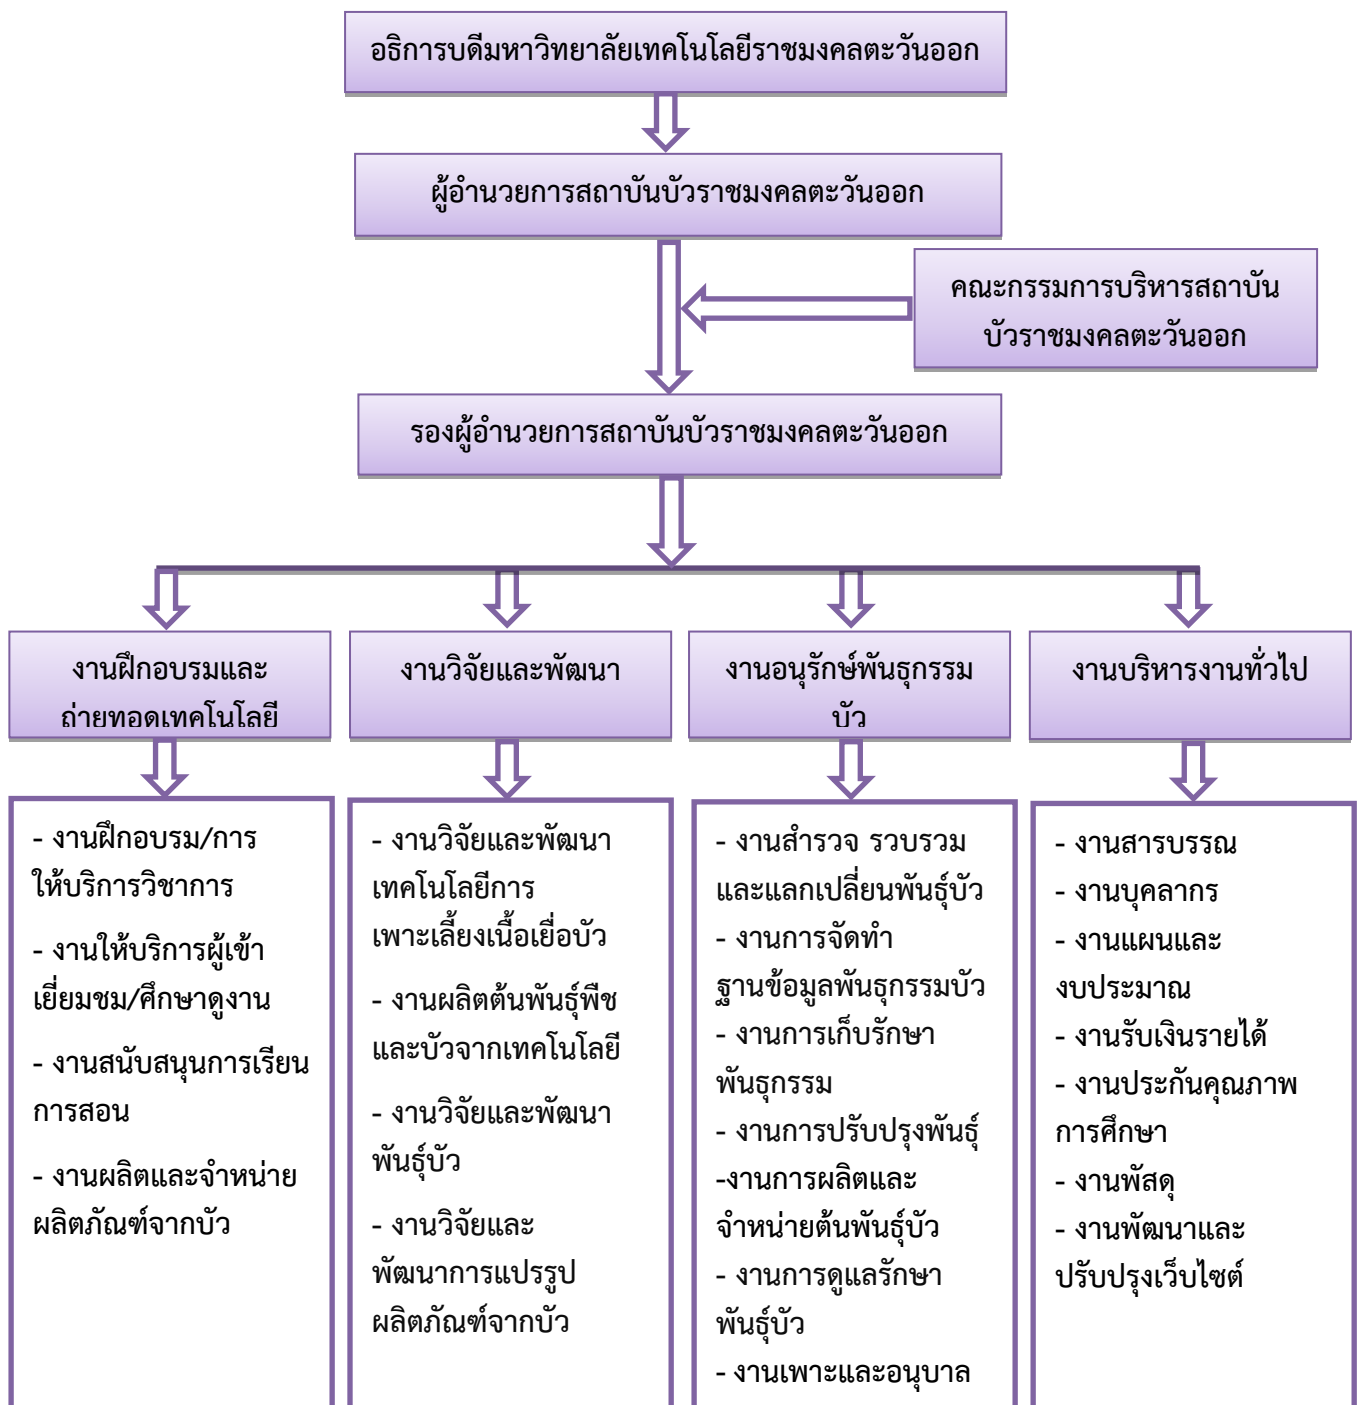 อธิการบดีมหาวิทยาลัยเทคโนโลยีราชมงคลตะวันออก
ผู้อำนวยการสถาบันบัวราชมงคลตะวันออก
คณะกรรมการบริหารสถาบัน
บัวราชมงคลตะวันออก
รองผู้อำนวยการสถาบันบัวราชมงคลตะวันออก
งานฝึกอบรมและ
ถ่ายทอดเทคโนโลยี
งานวิจัยและพัฒนา
งานอนุรักษ์พันธุกรรม
บัว
งานบริหารงานทั่วไป
- งานฝึกอบรม/การ
ให้บริการวิชาการ
- งานให้บริการผู้เข้า
เยี่ยมชม/ศึกษาดูงาน
- งานสนับสนุนการเรียน
การสอน
- งานผลิตและจำหน่าย
ผลิตภัณฑ์จากบัว
- งานวิจัยและพัฒนา
เทคโนโลยีการ
เพาะเลี้ยงเนื้อเยื่อบัว
- งานผลิตต้นพันธุ์พืช
และบัวจากเทคโนโลยี
- งานวิจัยและพัฒนา
พันธุ์บัว
- งานวิจัยและ
พัฒนาการแปรรูป
ผลิตภัณฑ์จากบัว
- งานสำรวจ รวบรวม
และแลกเปลี่ยนพันธุ์บัว
- งานการจัดทำ
ฐานข้อมูลพันธุกรรมบัว
- งานการเก็บรักษา
พันธุกรรม
- งานการปรับปรุงพันธุ์
-งานการผลิตและ
จำหน่ายต้นพันธุ์บัว
- งานการดูแลรักษา
พันธุ์บัว
- งานเพาะและอนุบาล
- งานสารบรรณ
- งานบุคลากร
- งานแผนและ
งบประมาณ
- งานรับเงินรายได้
- งานประกันคุณภาพ
การศึกษา
- งานพัสดุ
- งานพัฒนาและ
ปรับปรุงเว็บไซต์